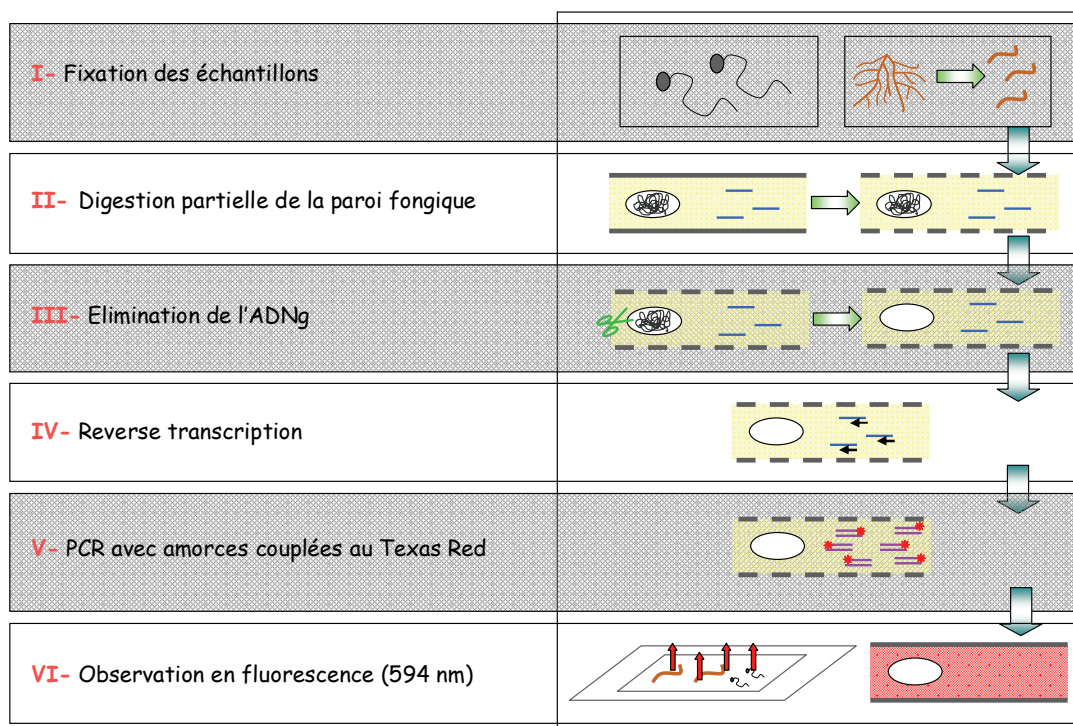 I- Fixation des échantillons
II- Digestion partielle de la paroi fongique
III- Elimination de l'ADNg
IV- Reverse transcription
V- PCR avec amorces couplées au Texas Red
VI- Observation en fluorescence (594 nm)